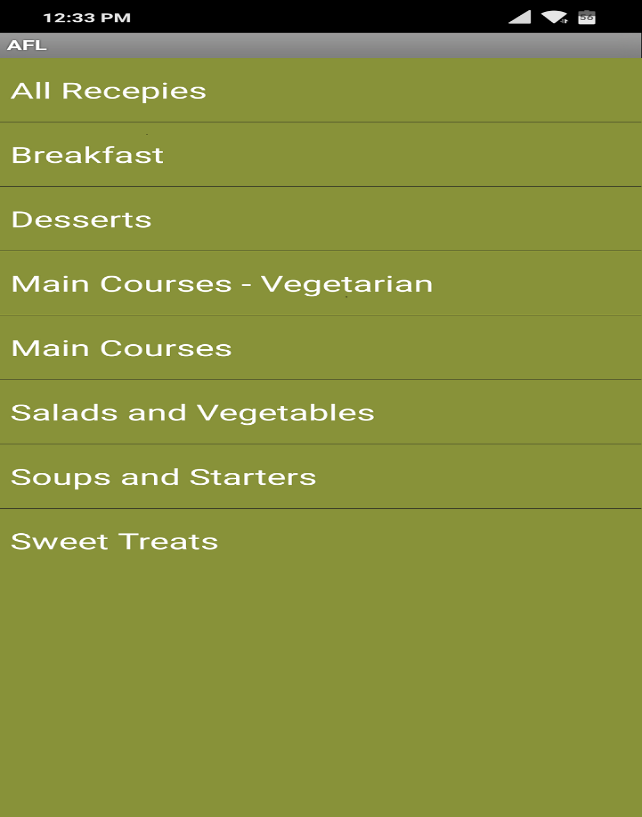 12:33 PM
58
AFL
All Recepies
Breakfast
Desserts
Main Courses - Vegetarian
Main Courses
Salads and Vegetables
Soups and Starters
Sweet Treats